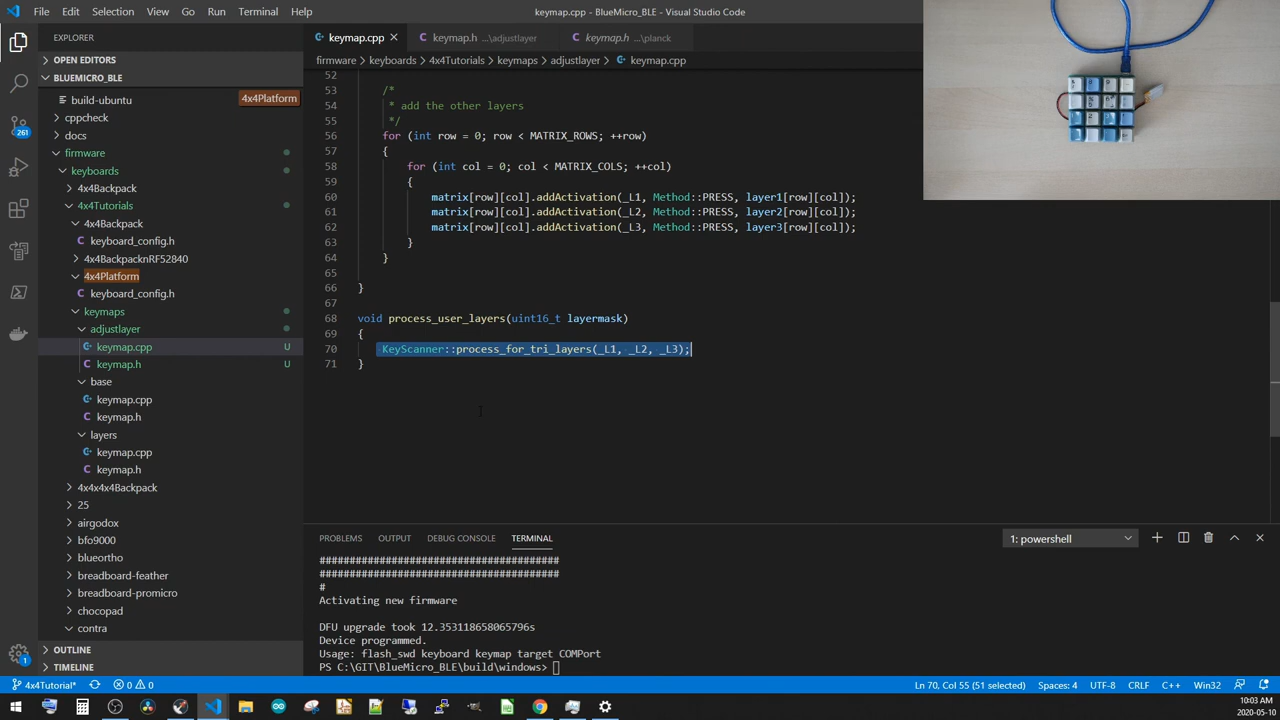 File Edit Selection View Go Run Terminal Help
keymap.cpp - BlueMicro_BLE - Visual Studio Code
EXPLORER
OPEN EDITORS
BLUEMICRO_BLE
build-ubuntu
4x4Platform
cppcheck
docs
firmware
keyboards
4x4Backpack
4x4Tutorials
4x4Backpack
keyboard_config.h
4x4BackpacknRF52840
4x4Platform
keyboard_config.h
keymaps
adjustlayer
keymap.cpp U
keymap.h U
base
keymap.cpp
keymap.h
layers
keymap.cpp
keymap.h
4x4x4x4Backpack
25
airgodox
bfo9000
blueortho
breadboard-feather
breadboard-promicro
chocopad
contra
OUTLINE
TIMELINE
261
1
keymap.cpp
keymap.h ...\adjustlayer
keymap.h ...\planck
firmware > keyboards > 4x4Tutorials > keymaps > adjustlayer > keymap.cpp
52
53 /*
54 * add the other layers
55 */
56 for (int row = 0; row < MATRIX_ROWS; ++row)
57 {
58 for (int col = 0; col < MATRIX_COLS; ++col)
59 {
60 matrix[row][col].addActivation(_L1, Method::PRESS, layer1[row][col]);
61 matrix[row][col].addActivation(_L2, Method::PRESS, layer2[row][col]);
62 matrix[row][col].addActivation(_L3, Method::PRESS, layer3[row][col]);
63 }
64 }
65
66 }
67
68 void process_user_layers(uint16_t layermask)
69 {
70 KeyScanner::process_for_tri_layers(_L1, _L2, _L3);
71 }
PROBLEMS OUTPUT DEBUG CONSOLE TERMINAL
1: powershell
########################################
########################################
#
Activating new firmware
DFU upgrade took 12.353118658065796s
Device programmed.
Usage: flash_swd keyboard keymap target COMPort
PS C:\GIT\BlueMicro_BLE\build\windows>
4x4Tutorial*
0 0
Ln 70, Col 55 (51 selected) Spaces: 4 UTF-8 CRLF C++ Win32
10:03 AM
2020-05-10